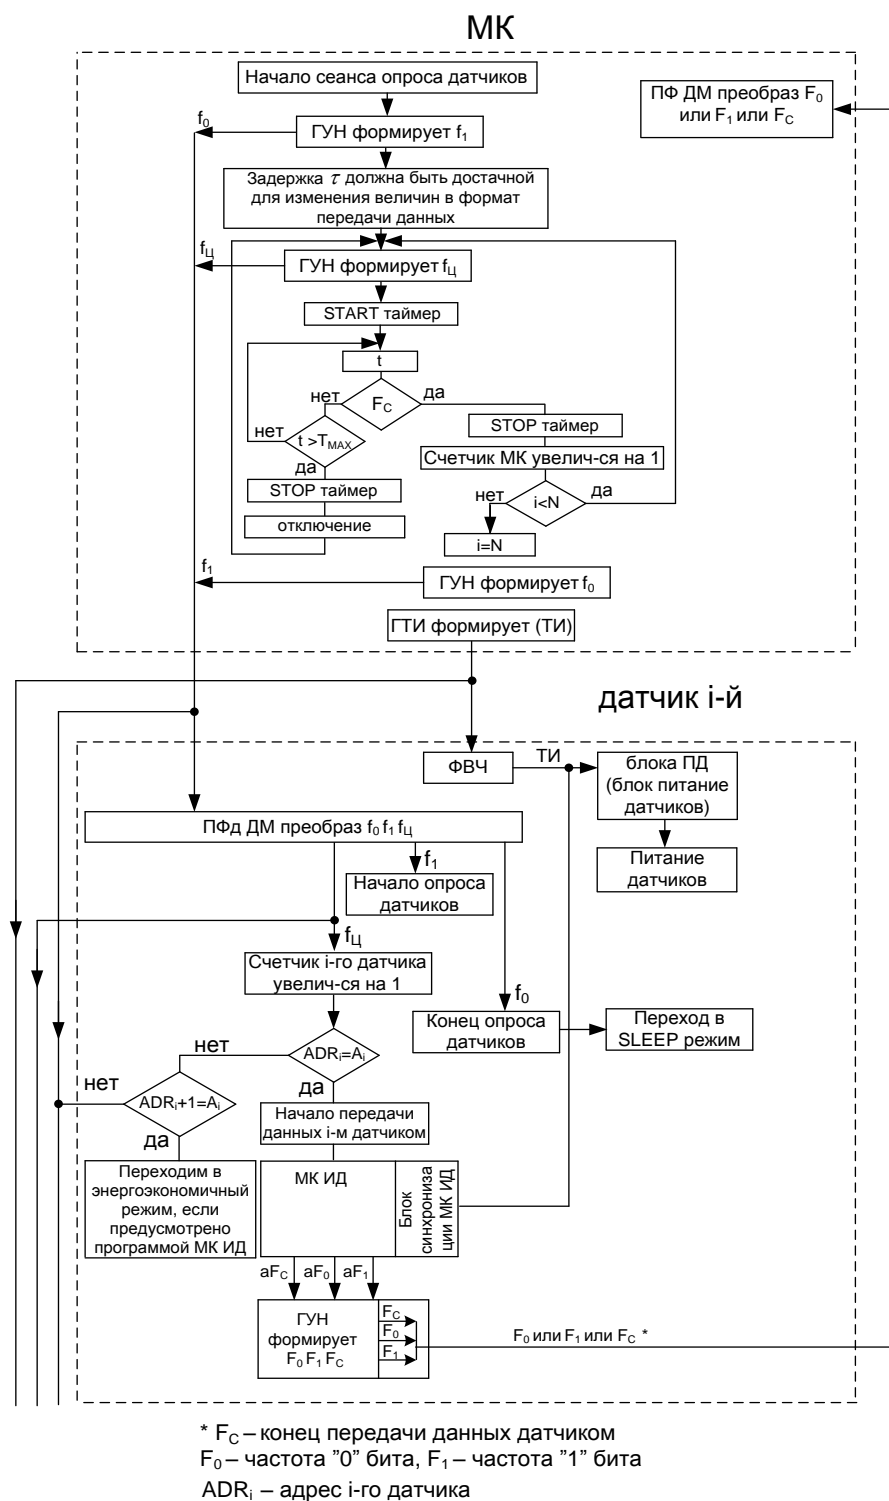 МК
Начало сеанса опроса датчиков
ПФ ДМ преобраз F₀
или F₁ или F_C
f₀
ГУН формирует f₁
Задержка τ должна быть достачной
для изменения величин в формат
передачи данных
f_Ц
ГУН формирует f_Ц
START таймер
t
нет
F_C
да
нет
t >T_MAX
да
STOP таймер
Счетчик МК увелич-ся на 1
STOP таймер
нет
i<N
да
отключение
i=N
f₁
ГУН формирует f₀
ГТИ формирует (ТИ)
датчик i-й
ФВЧ
ТИ
блока ПД
(блок питание
датчиков)
ПФд ДМ преобраз f₀ f₁ f_Ц
Питание
датчиков
f₁
Начало опроса
датчиков
f_Ц
Счетчик i-го датчика
увелич-ся на 1
f₀
Конец опроса
датчиков
Переход в
SLEEP режим
нет
ADR_i=A_i
да
нет
ADR_i+1=A_i
да
Начало передачи
данных i-м датчиком
Переходим в
энергоэкономичный
режим, если
предусмотрено
программой МК ИД
МК ИД
Блок
синхрониза
ции МК ИД
aF_C aF₀ aF₁
ГУН
формирует
F₀ F₁ F_C
F_C
F₀
F₁
F₀ или F₁ или F_C *
* F_C – конец передачи данных датчиком
F₀ – частота "0" бита, F₁ – частота "1" бита
ADR_i – адрес i-го датчика